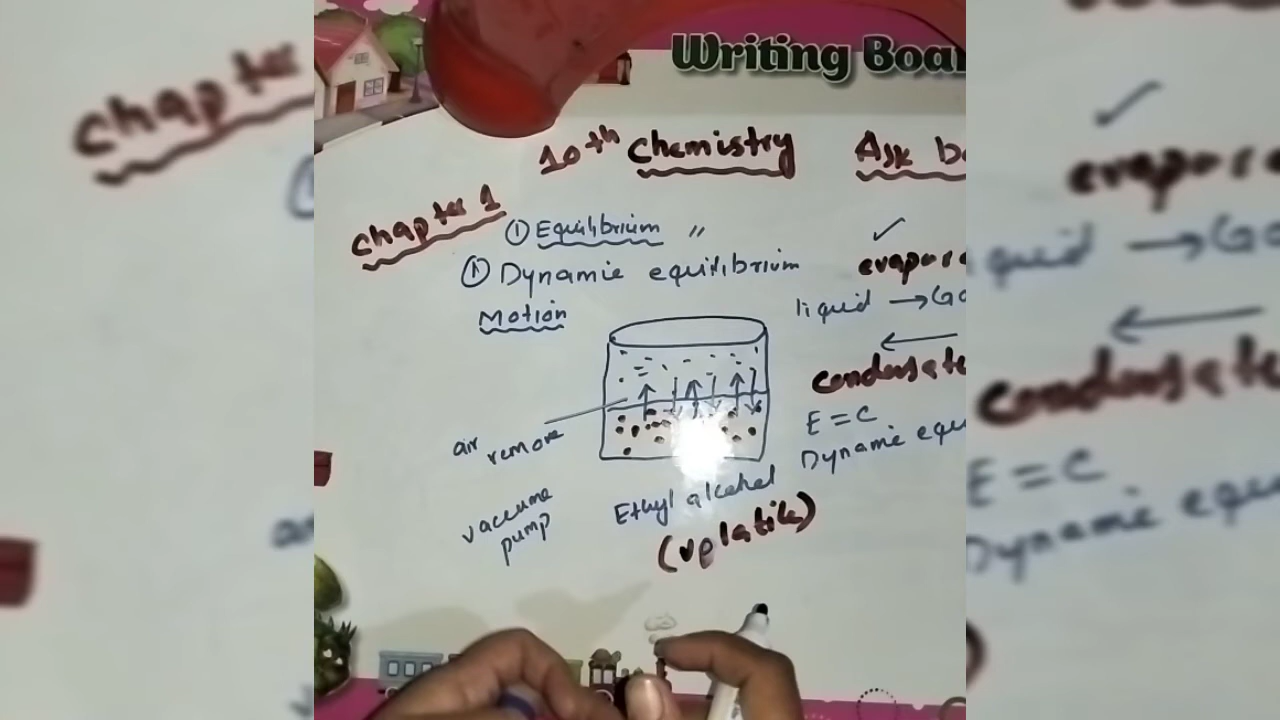 Writing Boar
10th Chemistry
Ask b
Chapter 1
① Equilibrium "
① Dynamic equilibrium
Motion
✓
evapor
liquid → Ga
←
condensate
E = C
Dynamic equ
air remove
vaccume pump
Ethyl alcohol
(volatile)